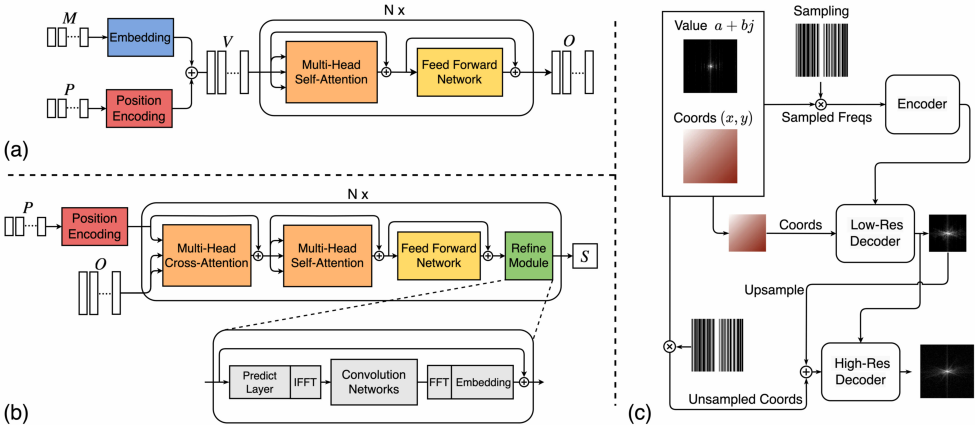 M
Embedding
P
Position
Encoding
V
N x
Multi-Head
Self-Attention
Feed Forward
Network
O
(a)
P
Position
Encoding
O
N x
Multi-Head
Cross-Attention
Multi-Head
Self-Attention
Feed Forward
Network
Refine
Module
S
Predict
Layer
IFFT
Convolution
Networks
FFT
Embedding
(b)
Value a + bj
Coords (x, y)
Sampling
Sampled Freqs
Encoder
Coords
Low-Res
Decoder
Upsample
High-Res
Decoder
Unsampled Coords
(c)